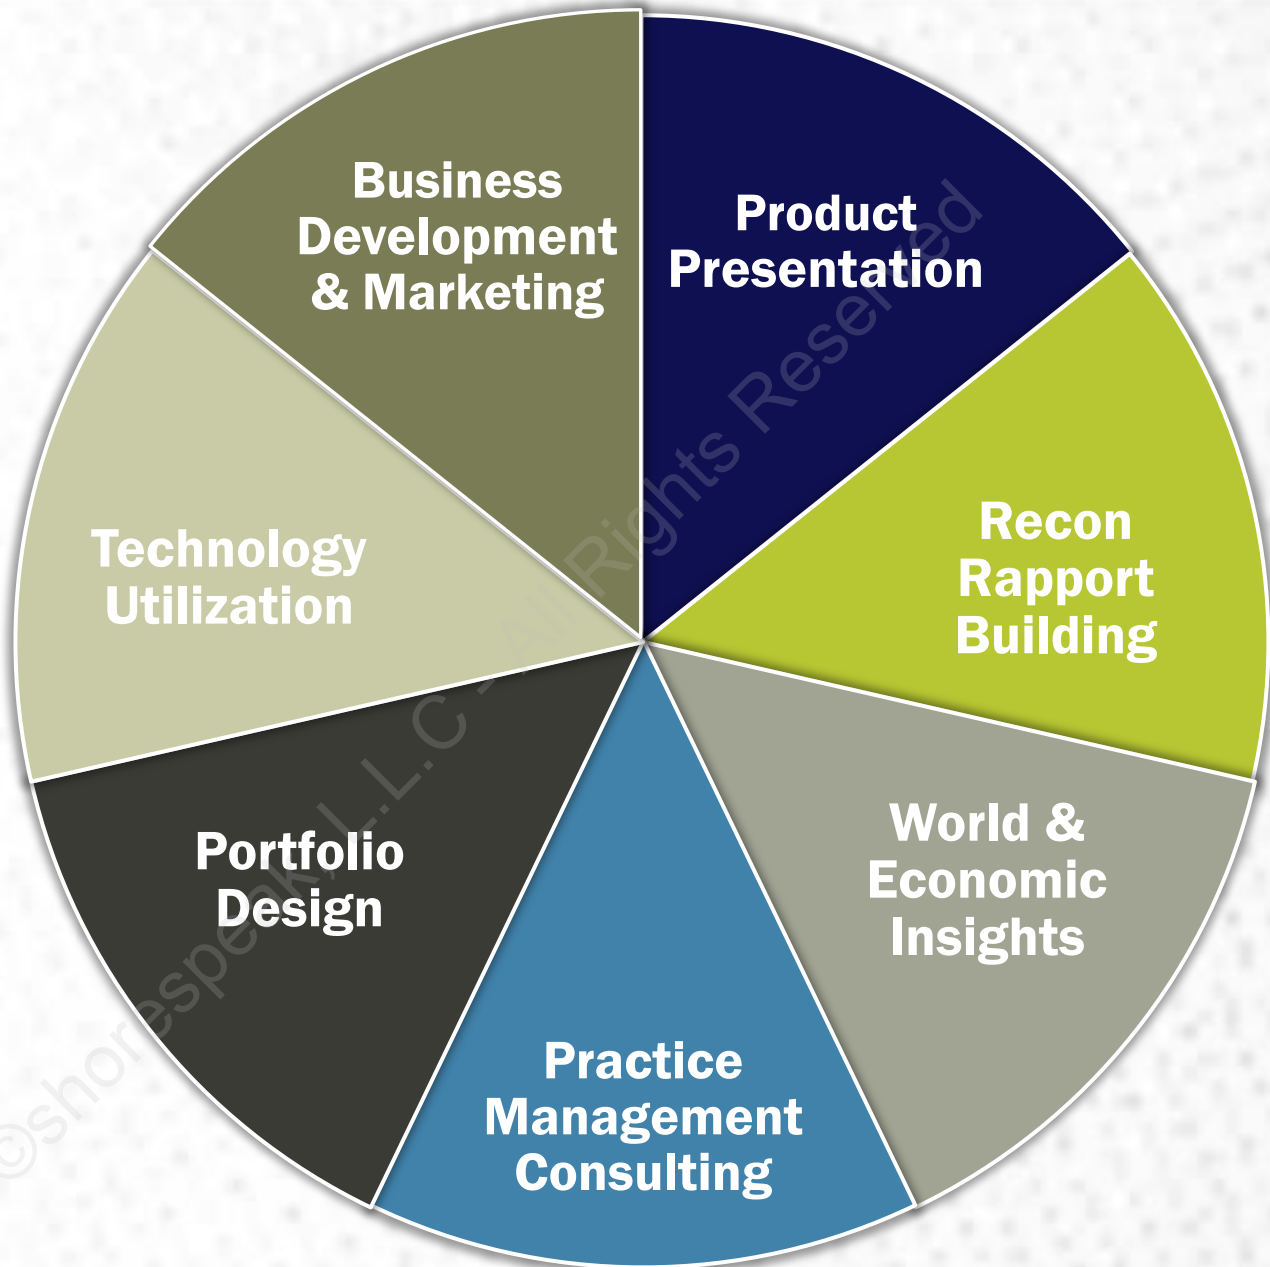 Business
Development
& Marketing
Product
Presentation
Recon
Rapport
Building
World &
Economic
Insights
Practice
Management
Consulting
Portfolio
Design
Technology
Utilization
©shorespeak, L.L.C - All Rights Reserved